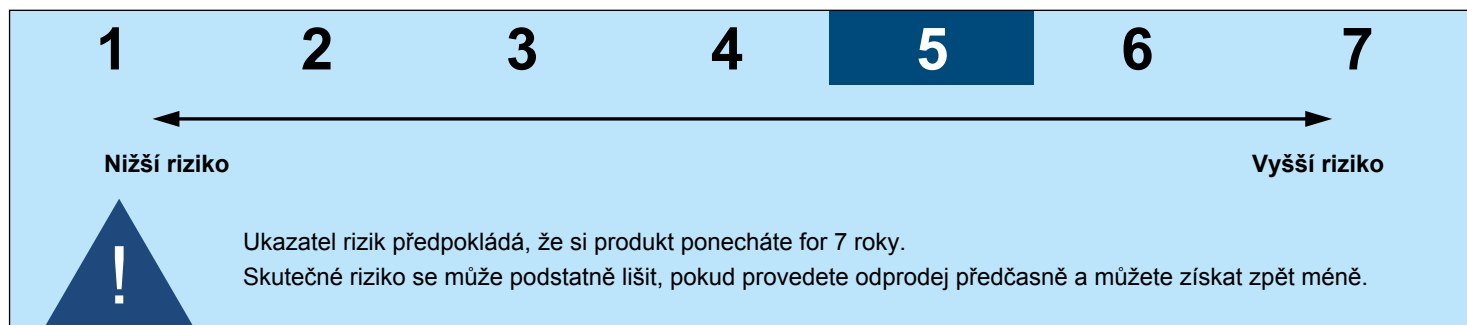 1 2 3 4 5 6 7
Nižší riziko Vyšší riziko
!
Ukazatel rizik předpokládá, že si produkt ponecháte for 7 roky.
Skutečné riziko se může podstatně lišit, pokud provedete odprodej předčasně a můžete získat zpět méně.